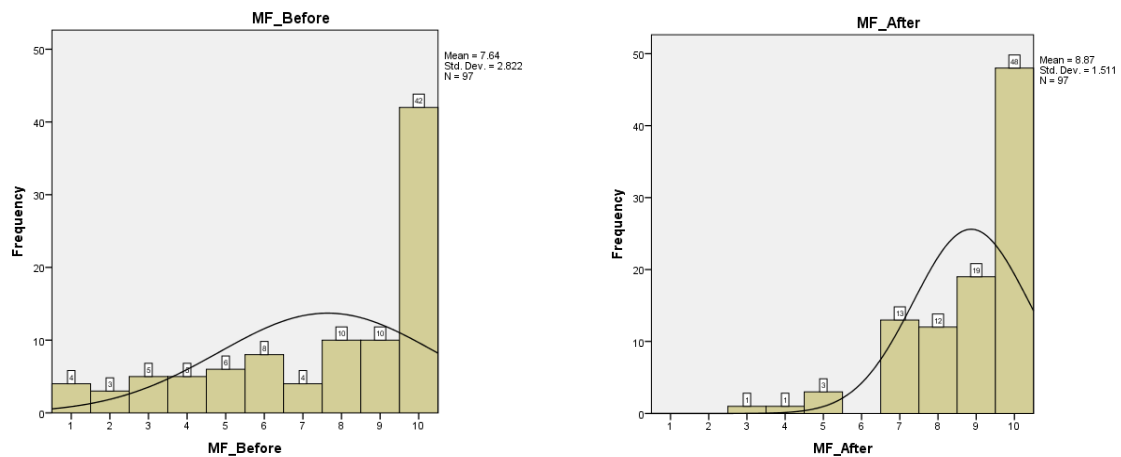 MF_Before
Mean = 7.64
Std. Dev. = 2.822
N = 97
50
40
30
20
10
0
Frequency
4
3
5
5
6
8
4
10
10
42
1 2 3 4 5 6 7 8 9 10
MF_Before
MF_After
Mean = 8.87
Std. Dev. = 1.511
N = 97
50
40
30
20
10
0
Frequency
1
1
3
13
12
19
48
1 2 3 4 5 6 7 8 9 10
MF_After